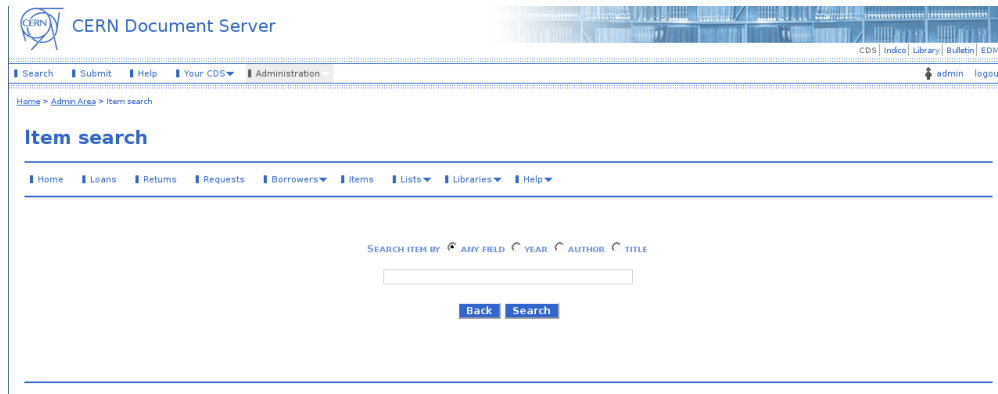 CERN CERN Document Server
CDS Indico Library Bulletin EDM
Search Submit Help Your CDS Administration admin logou
Home > Admin Area > Item search
Item search
Home Loans Returns Requests Borrowers Items Lists Libraries Help
SEARCH ITEM BY ANY FIELD YEAR AUTHOR TITLE
Back Search